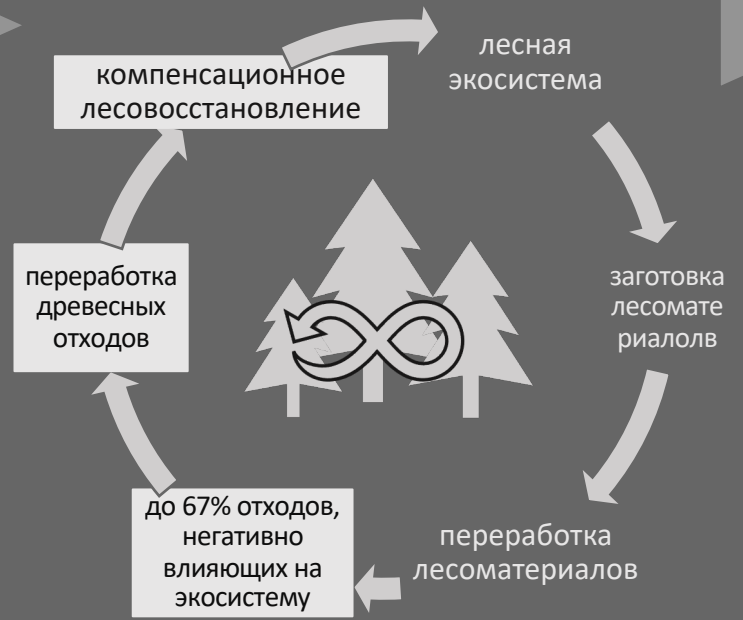 компенсационное
лесовосстановление
лесная
экосистема
заготовка
лесомате
риалолв
переработка
лесоматериалов
до 67% отходов,
негативно
влияющих на
экосистему
переработка
древесных
отходов